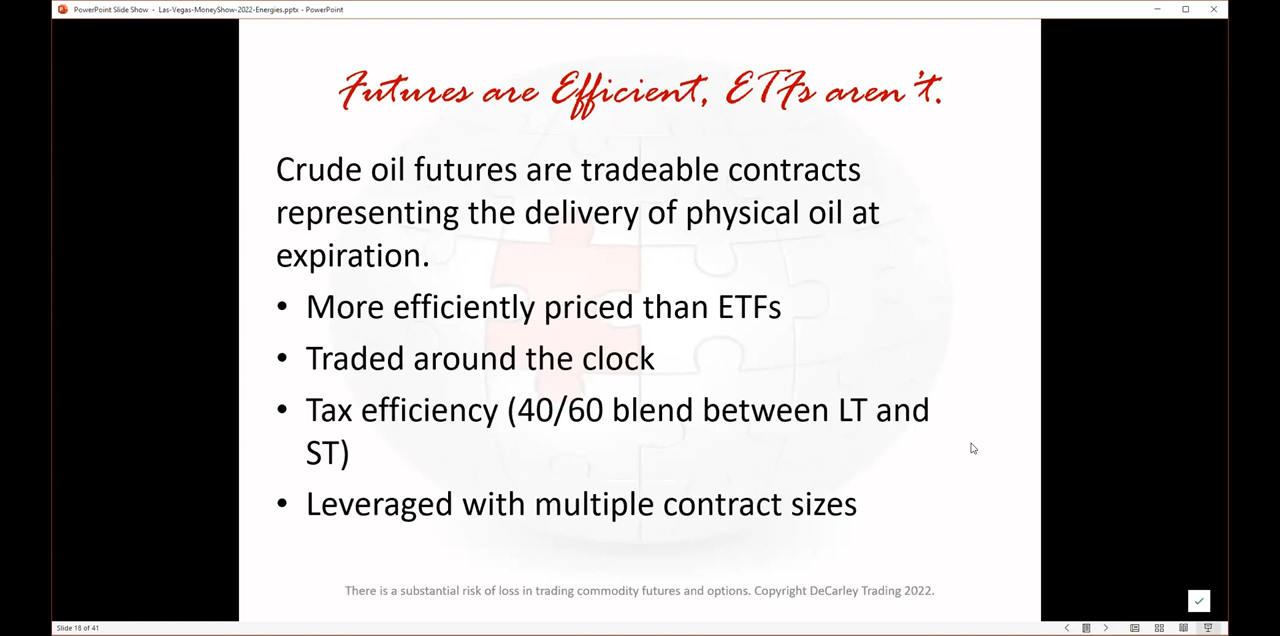 PowerPoint Slide Show - Las-Vegas-MoneyShow-2022-Energies.pptx - PowerPoint
Futures are Efficient, ETFs aren't.
Crude oil futures are tradeable contracts
representing the delivery of physical oil at
expiration.
• More efficiently priced than ETFs
• Traded around the clock
• Tax efficiency (40/60 blend between LT and
ST)
• Leveraged with multiple contract sizes
There is a substantial risk of loss in trading commodity futures and options. Copyright DeCarley Trading 2022.
Slide 18 of 41